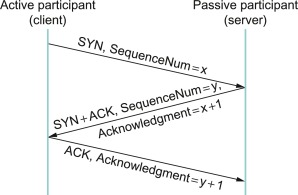 Active participant
(client)
Passive participant
(server)
SYN, SequenceNum=x
SYN+ACK, SequenceNum=y,
Acknowledgment=x+1
ACK, Acknowledgment=y+1